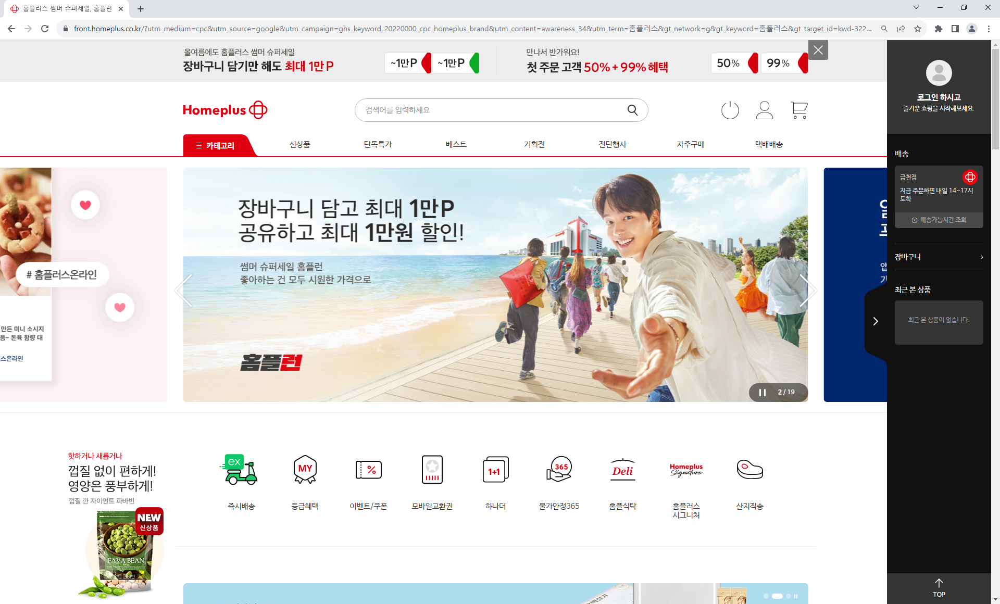 홈플러스 썸머 슈퍼세일, 홈플런
front.homeplus.co.kr/?utm_medium=cpc&utm_source=google&utm_campaign=ghs_keyword_20220000_cpc_homeplus_brand&utm_content=awareness_34&utm_term=홈플러스&gt_network=g&gt_keyword=홈플러스&gt_target_id=kwd-322...
올여름에도 홈플러스 썸머 슈퍼세일
장바구니 담기만 해도 최대 1만 P
~1만P
~1만P
만나서 반가워요!
첫 주문 고객 50% + 99% 혜택
50%
99%
Homeplus
검색어를 입력하세요
카테고리
신상품
단독특가
베스트
기획전
전단행사
자주구매
택배배송
로그인 하시고
즐거운 쇼핑을 시작해보세요.
배송
금천점
지금 주문하면 내일 14~17시
도착
배송가능시간 조회
장바구니
최근 본 상품
최근 본 상품이 없습니다.
TOP
# 홈플러스온라인
만든 미니 소시지
음~ 돈육 함량 대
스온라인
장바구니 담고 최대 1만P
공유하고 최대 1만원 할인!
썸머 슈퍼세일 홈플런
좋아하는 건 모두 시원한 가격으로
홈플런
2 / 19
앱
핫하거나 새롭거나
껍질 없이 편하게!
영양은 풍부하게!
껍질 깐 자이언트 파바빈
NEW
신상품
FAVA BEAN
ex
즉시배송
MY
등급혜택
%
이벤트/쿠폰
모바일교환권
1+1
하나더
365
물가안정365
Deli
홈플식탁
Homeplus
Signature
홈플러스
시그니처
산지직송